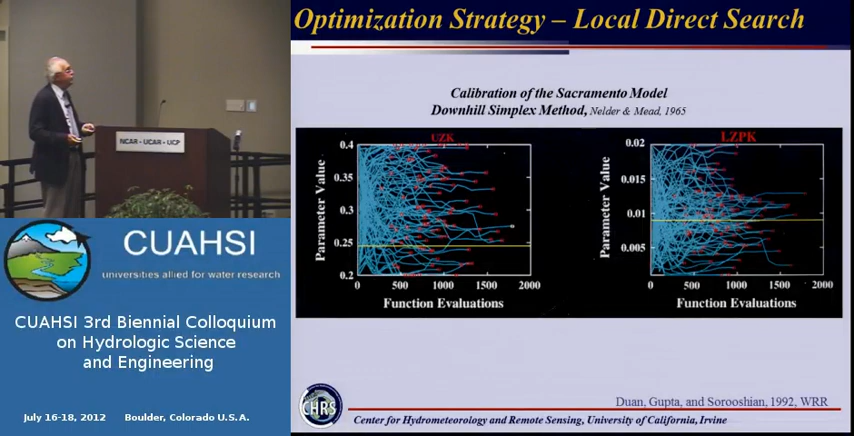 Optimization Strategy – Local Direct Search
NCAR - UCAR - UCP
CUAHSI
universities allied for water research
CUAHSI 3rd Biennial Colloquium
on Hydrologic Science
and Engineering
July 16-18, 2012 Boulder, Colorado U.S.A.
Calibration of the Sacramento Model
Downhill Simplex Method, Nelder & Mead, 1965
UZK
Parameter Value
0.4
0.35
0.3
0.25
0.2
0 500 1000 1500 2000
Function Evaluations
LZPK
Parameter Value
0.02
0.015
0.01
0.005
0 500 1000 1500 2000
Function Evaluations
Duan, Gupta, and Sorooshian, 1992, WRR
CHRS
Center for Hydrometeorology and Remote Sensing, University of California, Irvine